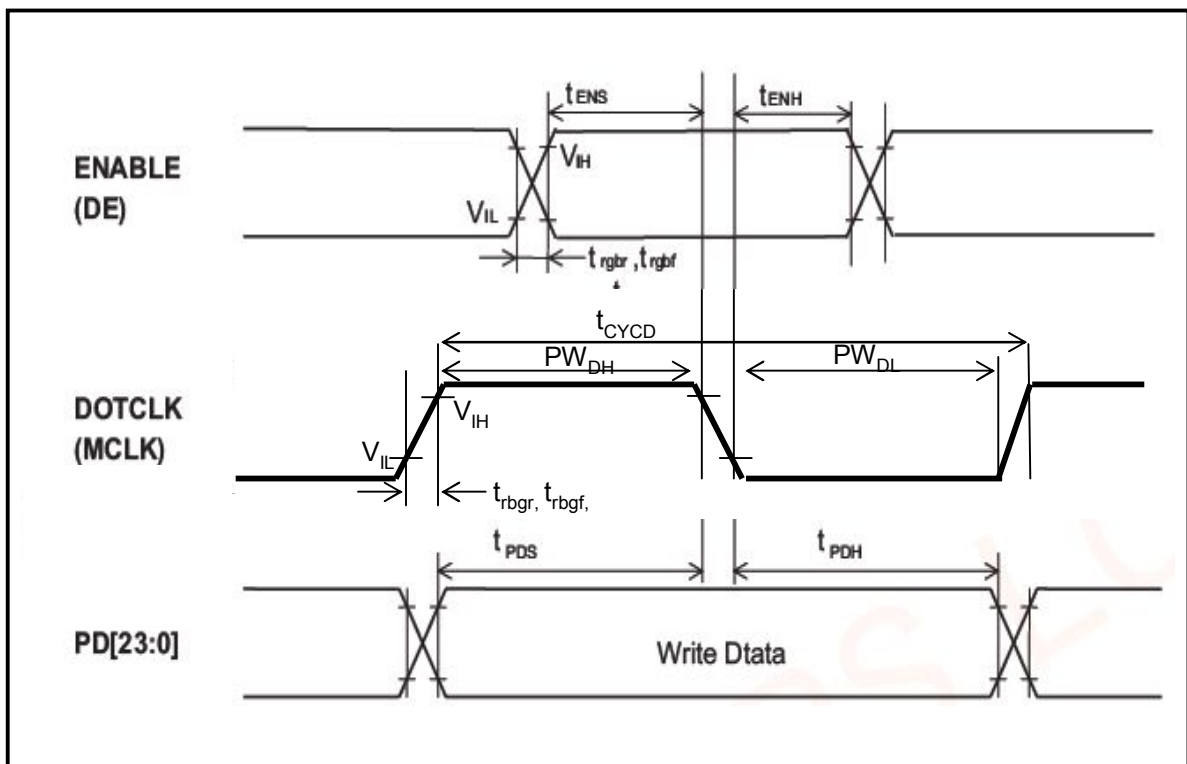 tENS
tENH
ENABLE
(DE)
VIH
VIL
trgbr ,trgbf
tCYCD
PWDH
PWDL
DOTCLK
(MCLK)
VIH
VIL
trbgr, trbgf,
tPDS
tPDH
PD[23:0]
Write Dtata